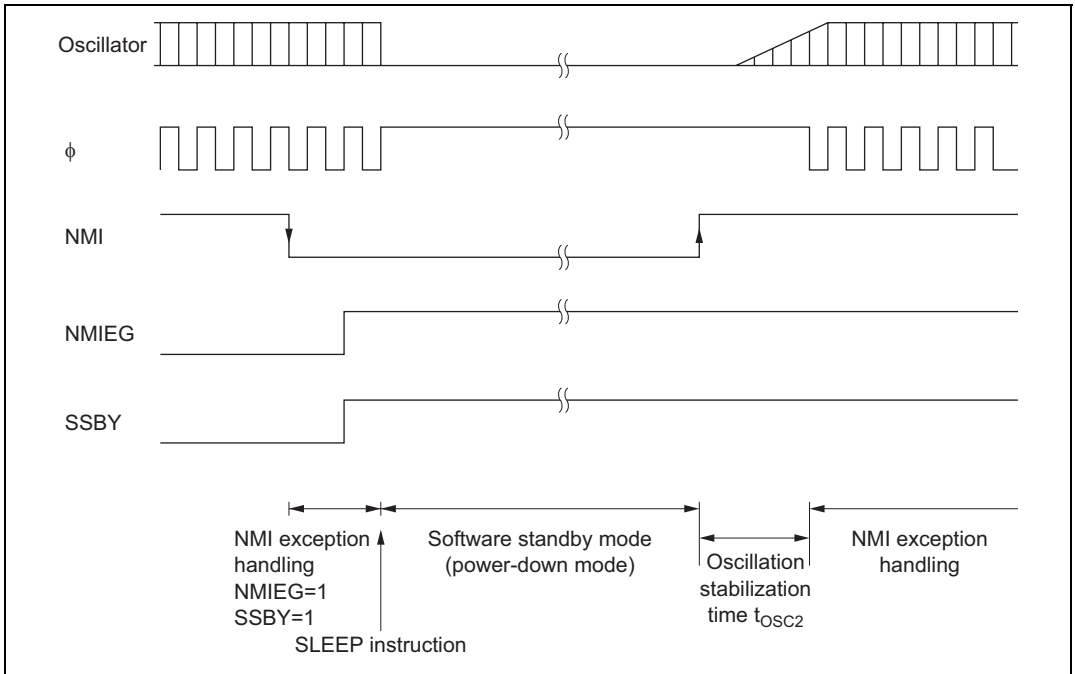 Oscillator
ϕ
NMI
NMIEG
SSBY
NMI exception
handling
NMIEG=1
SSBY=1
SLEEP instruction
Software standby mode
(power-down mode)
Oscillation
stabilization
time tOSC2
NMI exception
handling